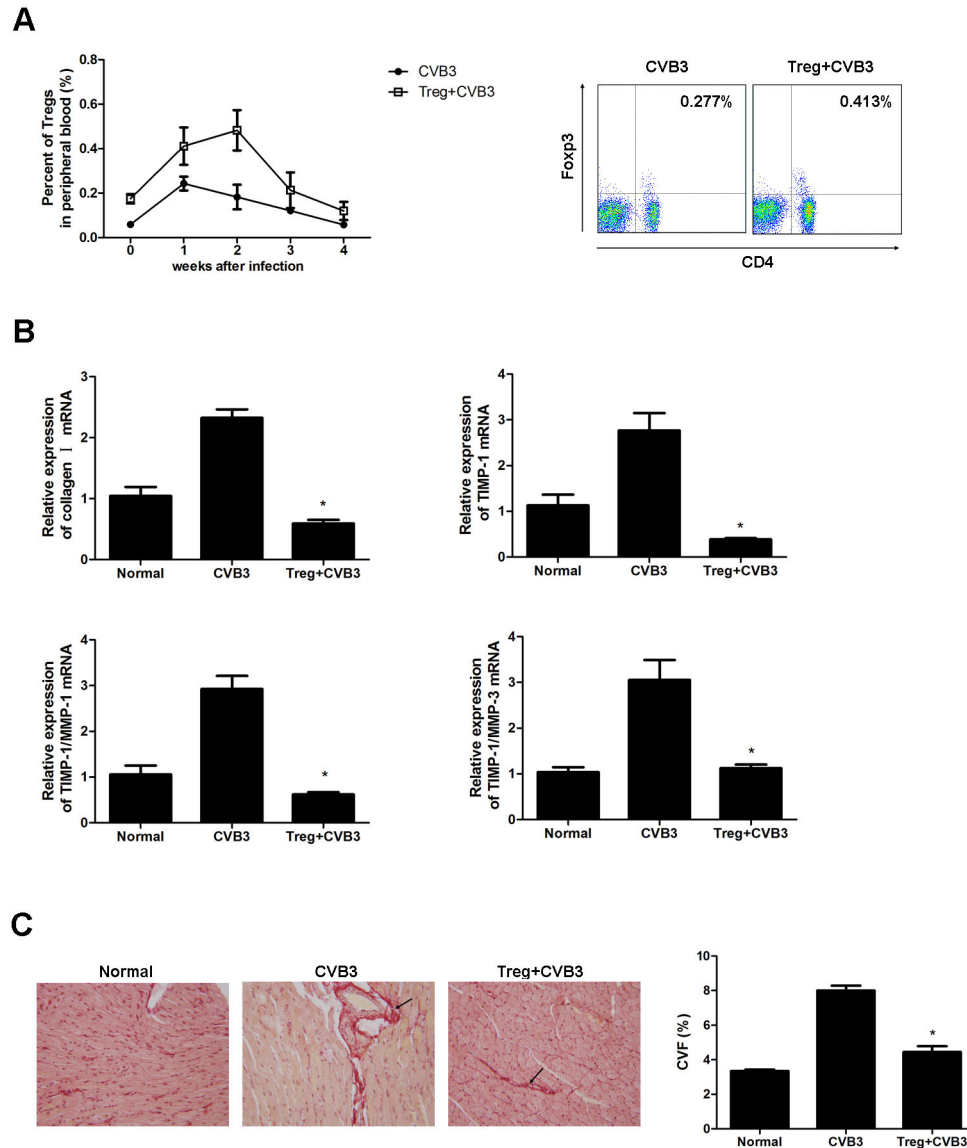 A
Percent of Tregs
in peripheral blood (%)
0.8
0.6
0.4
0.2
0.0
0 1 2 3 4
weeks after infection
CVB3
Treg+CVB3
CVB3 Treg+CVB3
0.277% 0.413%
Foxp3
CD4
B
Relative expression
of collagen Ⅰ mRNA
3
2
1
0
Normal CVB3 Treg+CVB3
*
Relative expression
of TIMP-1 mRNA
4
3
2
1
0
Normal CVB3 Treg+CVB3
*
Relative expression
of TIMP-1/MMP-1 mRNA
4
3
2
1
0
Normal CVB3 Treg+CVB3
*
Relative expression
of TIMP-1/MMP-3 mRNA
4
3
2
1
0
Normal CVB3 Treg+CVB3
*
C
Normal CVB3 Treg+CVB3
CVF (%)
10
8
6
4
2
0
Normal CVB3 Treg+CVB3
*